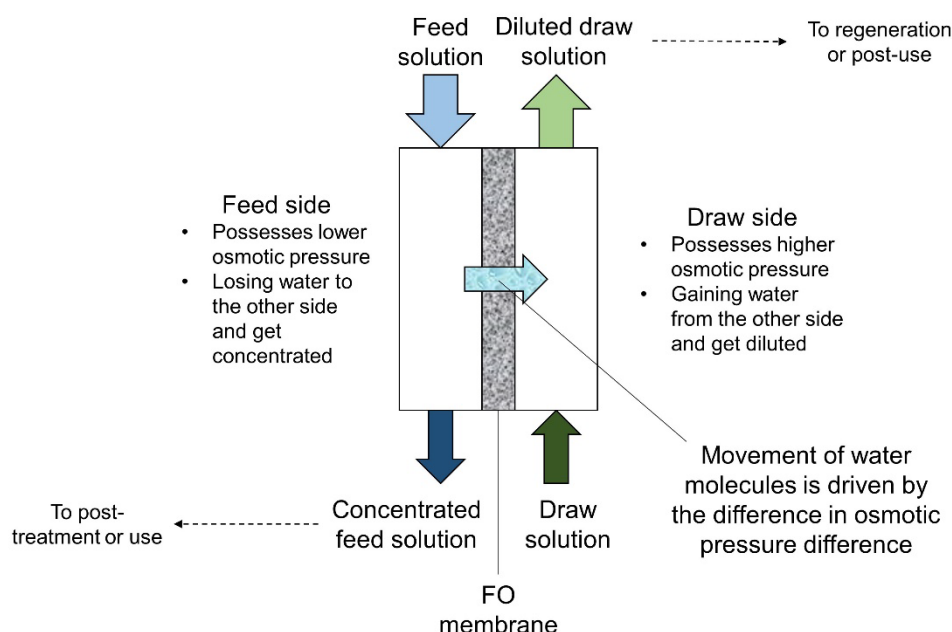 Feed
solution
Diluted draw
solution
To regeneration
or post-use
Feed side
• Possesses lower
osmotic pressure
• Losing water to
the other side
and get
concentrated
Draw side
• Possesses higher
osmotic pressure
• Gaining water
from the other side
and get diluted
Movement of water
molecules is driven by
the difference in osmotic
pressure difference
To post-
treatment or use
Concentrated
feed solution
Draw
solution
FO
membrane